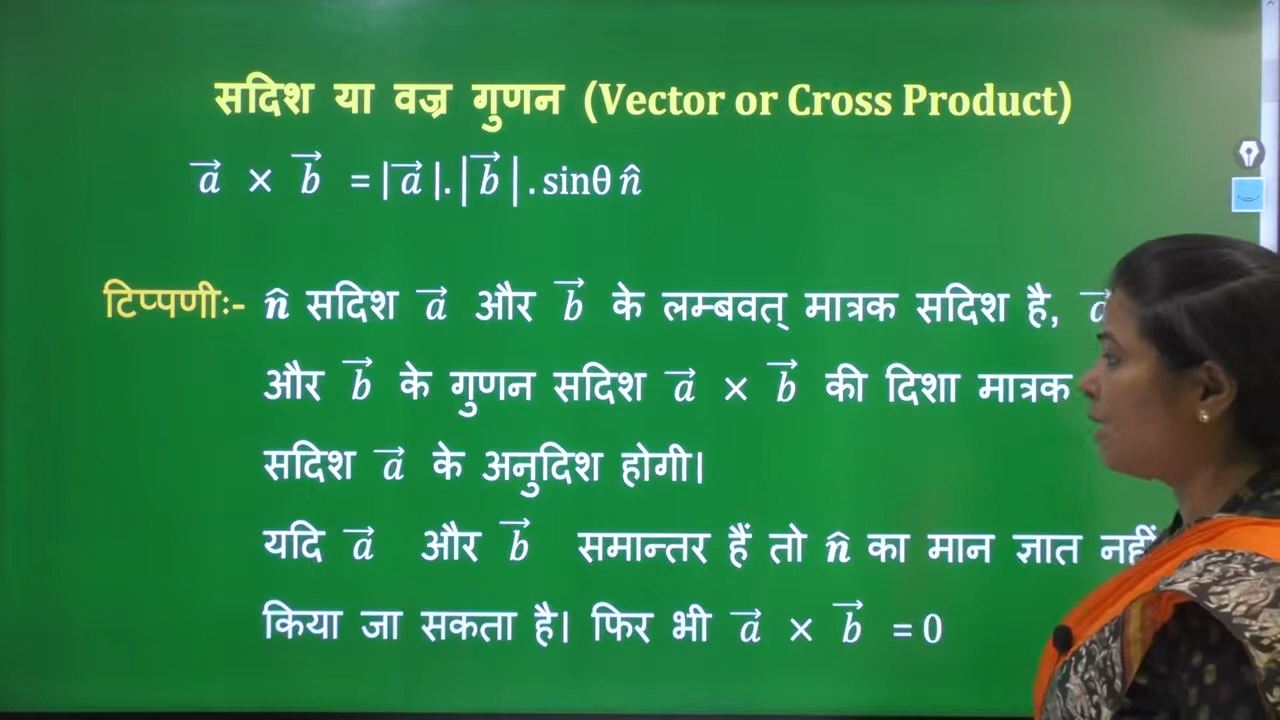 सदिश या वज्र गुणन (Vector or Cross Product)
a⃗ × b⃗ = |a⃗|.|b⃗|.sinθ n̂
टिप्पणीः- n̂ सदिश a⃗ और b⃗ के लम्बवत् मात्रक सदिश है, a⃗
और b⃗ के गुणन सदिश a⃗ × b⃗ की दिशा मात्रक
सदिश a⃗ के अनुदिश होगी।
यदि a⃗ और b⃗ समान्तर हैं तो n̂ का मान ज्ञात नहीं
किया जा सकता है। फिर भी a⃗ × b⃗ = 0